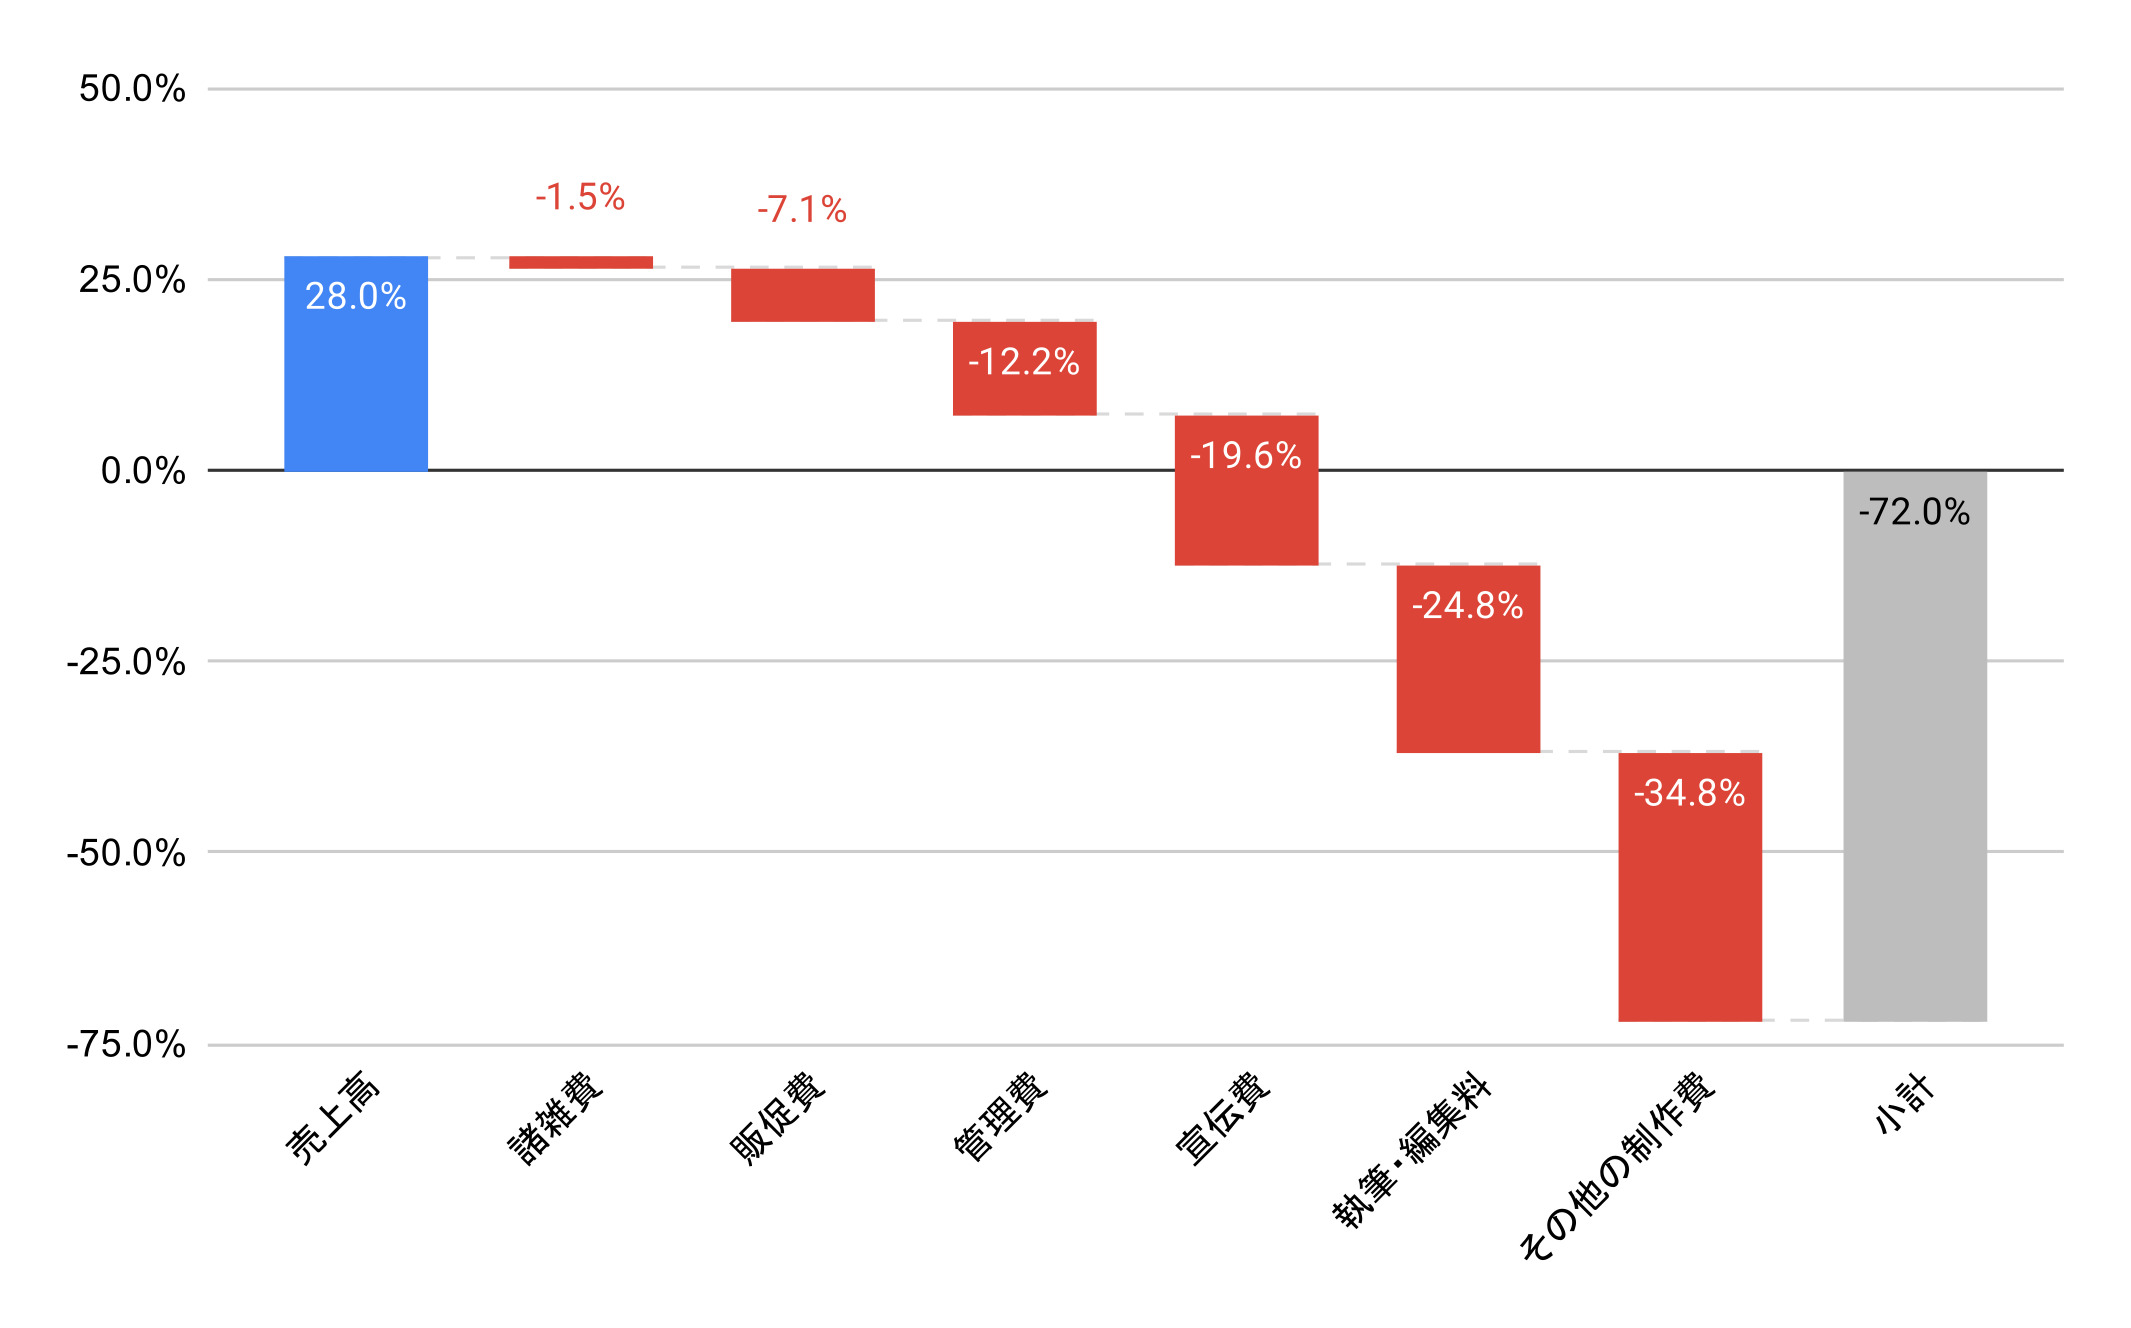 50.0%
25.0%
0.0%
-25.0%
-50.0%
-75.0%
28.0%
-1.5%
-7.1%
-12.2%
-19.6%
-24.8%
-34.8%
-72.0%
売上高
諸雑費
販促費
管理費
宣伝費
執筆・編集料
その他の制作費
小計